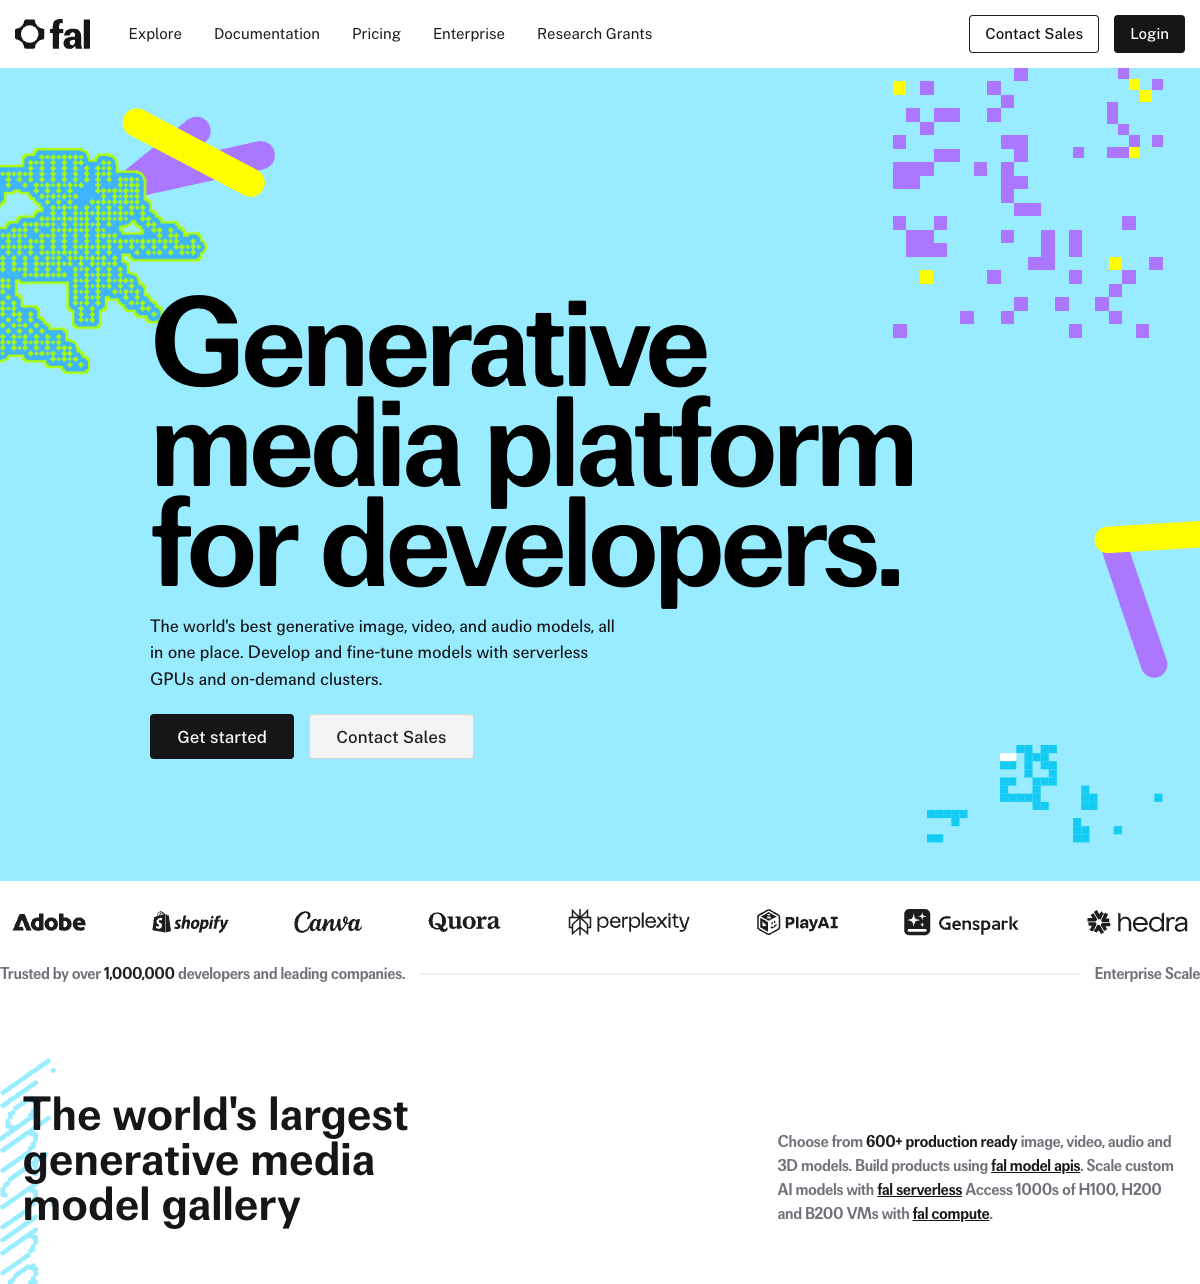 fal
Explore
Documentation
Pricing
Enterprise
Research Grants
Contact Sales
Login
Generative
media platform
for developers.
The world's best generative image, video, and audio models, all
in one place. Develop and fine-tune models with serverless
GPUs and on-demand clusters.
Get started
Contact Sales
Adobe
shopify
Canva
Quora
perplexity
PlayAI
Genspark
hedra
Trusted by over 1,000,000 developers and leading companies.
Enterprise Scale
The world's largest
generative media
model gallery
Choose from 600+ production ready image, video, audio and
3D models. Build products using fal model apis. Scale custom
AI models with fal serverless Access 1000s of H100, H200
and B200 VMs with fal compute.